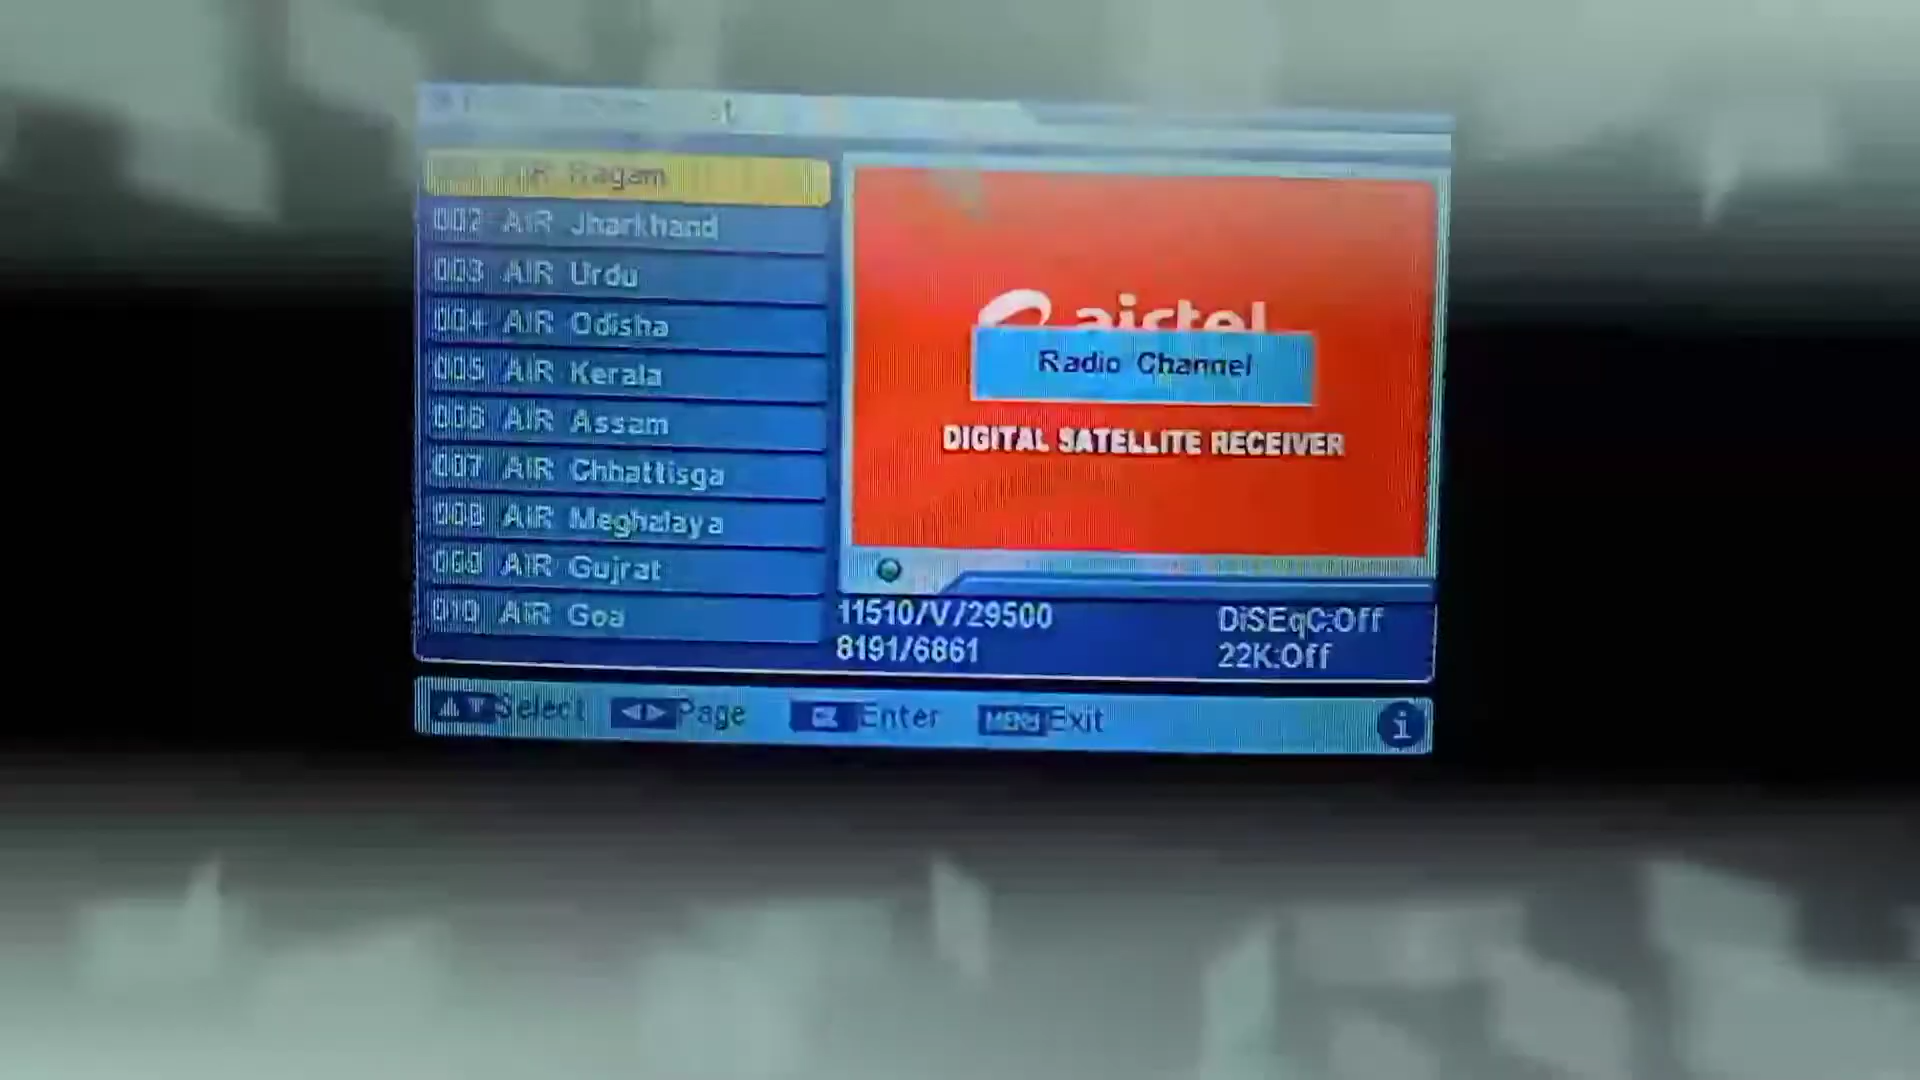 AIR Ragam
002 AIR Jharkhand
003 AIR Urdu
004 AIR Odisha
005 AIR Kerala
006 AIR Assam
007 AIR Chhattisga
008 AIR Meghalaya
009 AIR Gujrat
010 AIR Goa
airtel
Radio Channel
DIGITAL SATELLITE RECEIVER
11510/V/29500 DiSEqC:Off
8191/6861 22K:Off
Select Page OK Enter MENU Exit i